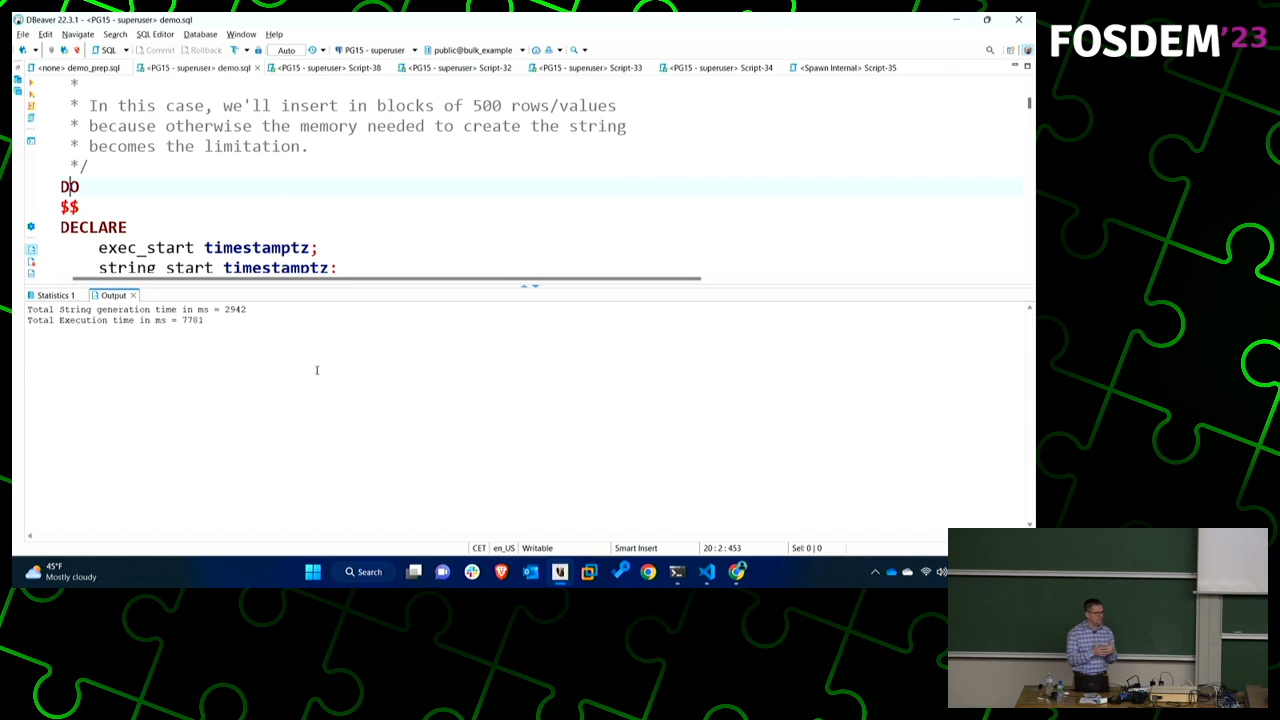 DBeaver 22.3.1 - <PG15 - superuser> demo.sql
FOSDEM'23
File Edit Navigate Search SQL Editor Database Window Help
SQL Commit Rollback Auto PG15 - superuser public@bulk_example
<none> demo_prep.sql <PG15 - superuser> demo.sql <PG15 - superuser> Script-38 <PG15 - superuser> Script-32 <PG15 - superuser> Script-33 <PG15 - superuser> Script-34 <Spawn Internal> Script-35
*
* In this case, we'll insert in blocks of 500 rows/values
* because otherwise the memory needed to create the string
* becomes the limitation.
*/
DO
$$
DECLARE
exec_start timestamptz;
string_start timestamptz;
Statistics 1 Output
Total String generation time in ms = 2942
Total Execution time in ms = 7781
CET en_US Writable Smart Insert 20 : 2 : 453 Sel: 0 | 0
45°F
Mostly cloudy
Search